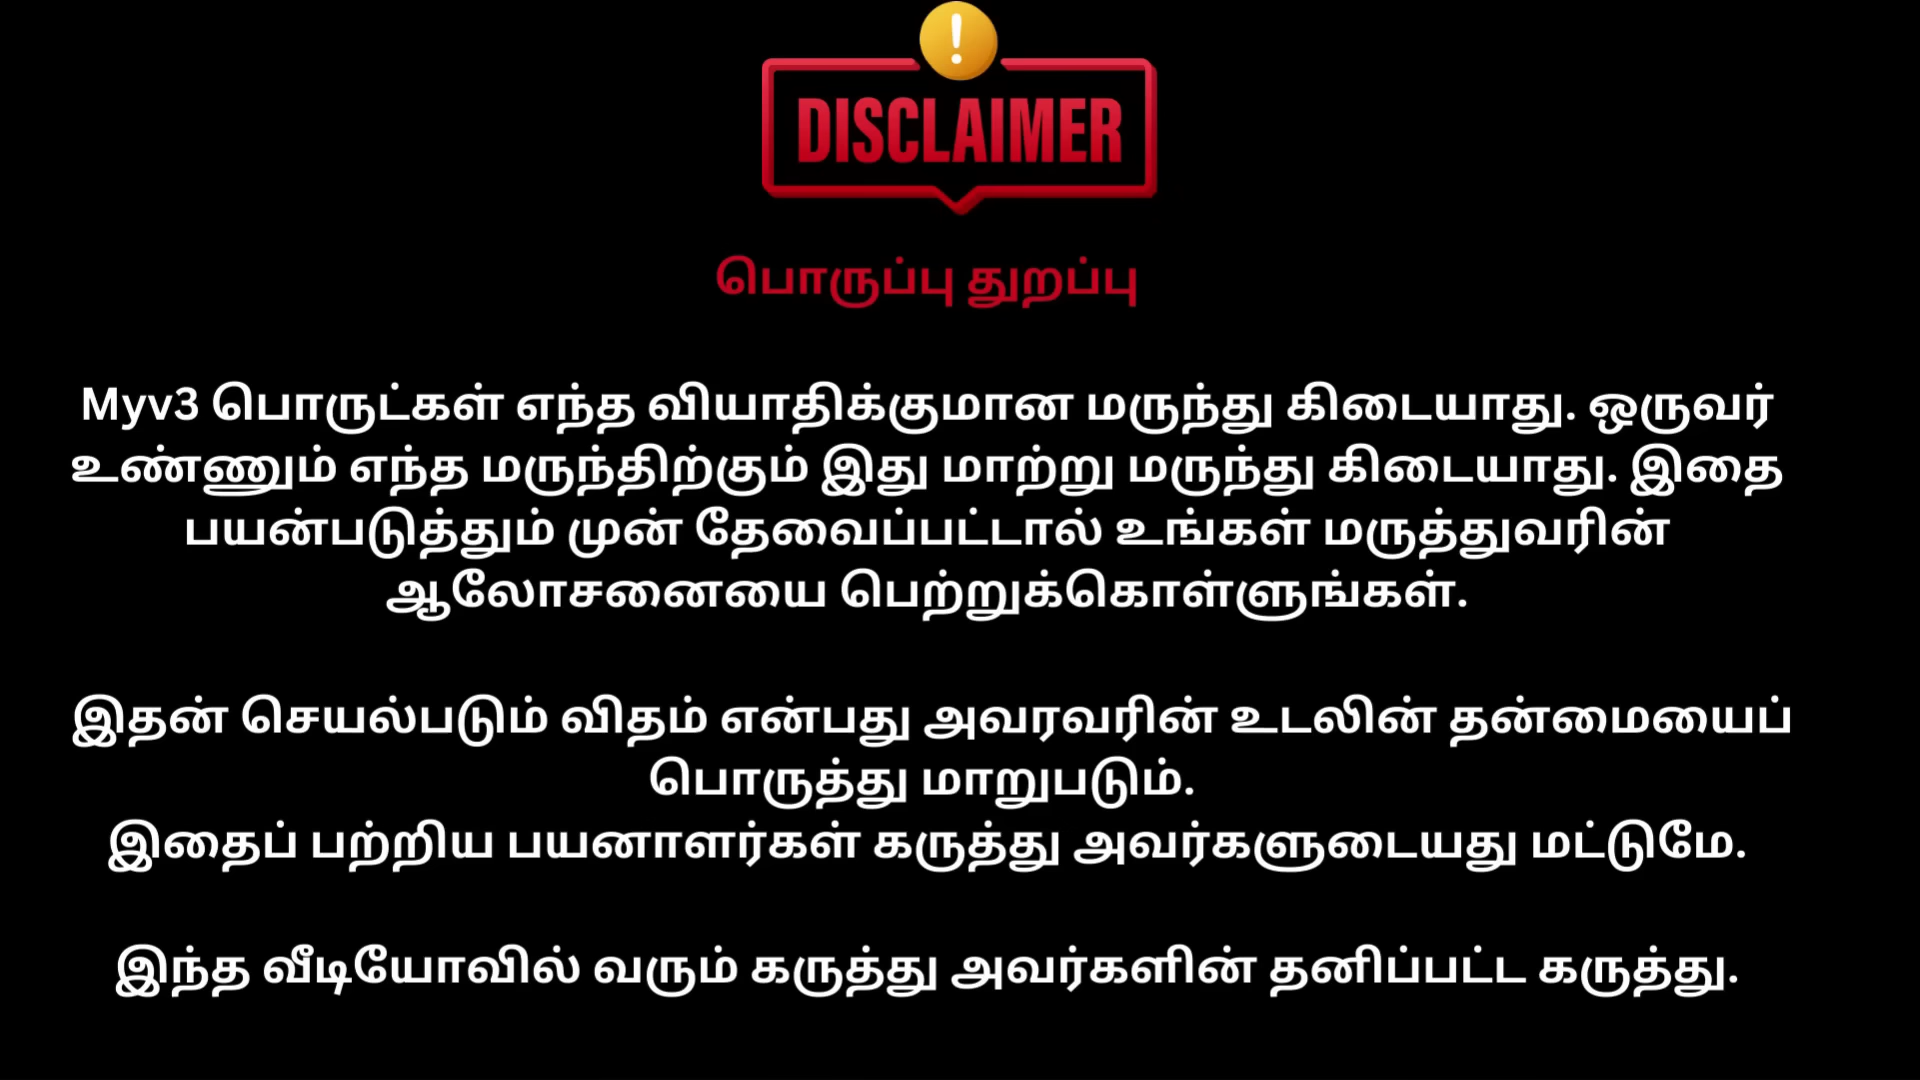 !
DISCLAIMER
பொருப்பு துறப்பு
Myv3 பொருட்கள் எந்த வியாதிக்குமான மருந்து கிடையாது. ஒருவர்
உண்ணும் எந்த மருந்திற்கும் இது மாற்று மருந்து கிடையாது. இதை
பயன்படுத்தும் முன் தேவைப்பட்டால் உங்கள் மருத்துவரின்
ஆலோசனையை பெற்றுக்கொள்ளுங்கள்.
இதன் செயல்படும் விதம் என்பது அவரவரின் உடலின் தன்மையைப்
பொருத்து மாறுபடும்.
இதைப் பற்றிய பயனாளர்கள் கருத்து அவர்களுடையது மட்டுமே.
இந்த வீடியோவில் வரும் கருத்து அவர்களின் தனிப்பட்ட கருத்து.